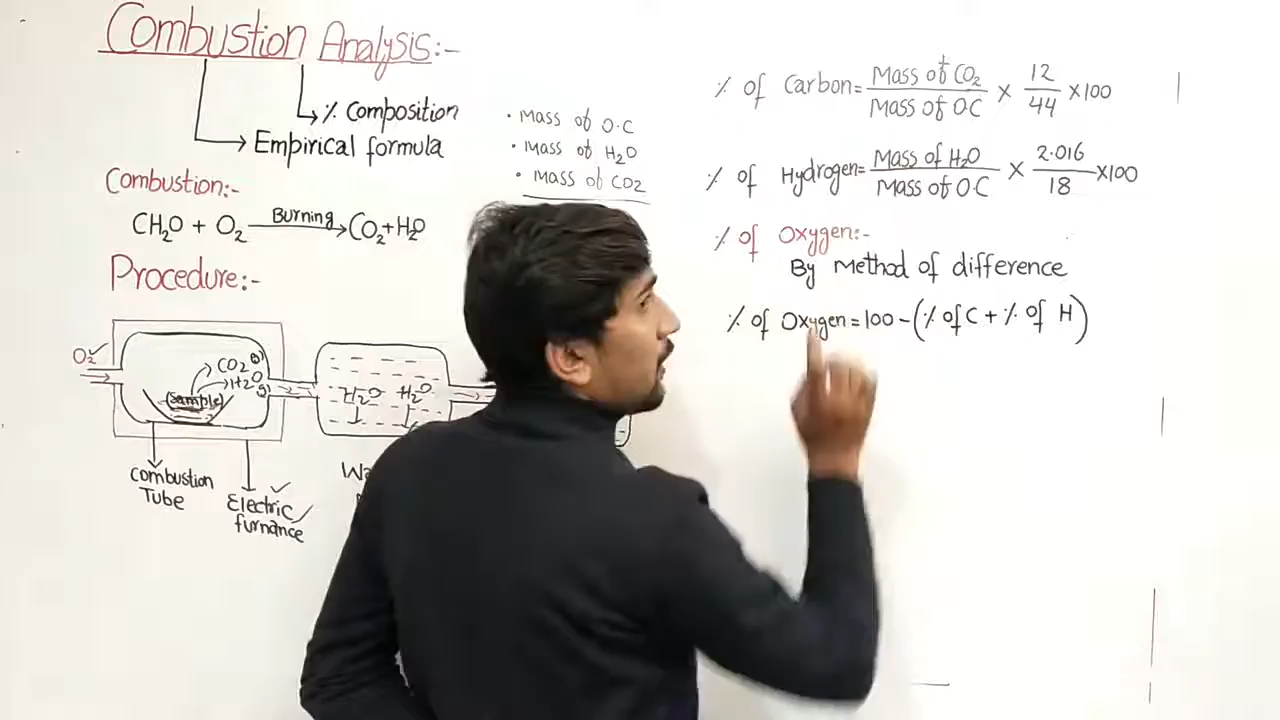 Combustion Analysis:-
% Composition
Empirical formula
Combustion:-
CH2O + O2 Burning CO2+H2O
Procedure:-
O2
CO2(g)
H2O(g)
Sample
Combustion
Tube
Electric
furnance
H2O H2O
Wa
• Mass of O.C
• Mass of H2O
• Mass of CO2
% of Carbon= Mass of CO2 / Mass of OC × 12 / 44 ×100
% of Hydrogen= Mass of H2O / Mass of O.C × 2.016 / 18 ×100
% of Oxygen:-
By Method of difference
% of Oxygen=100-(% of C + % of H)